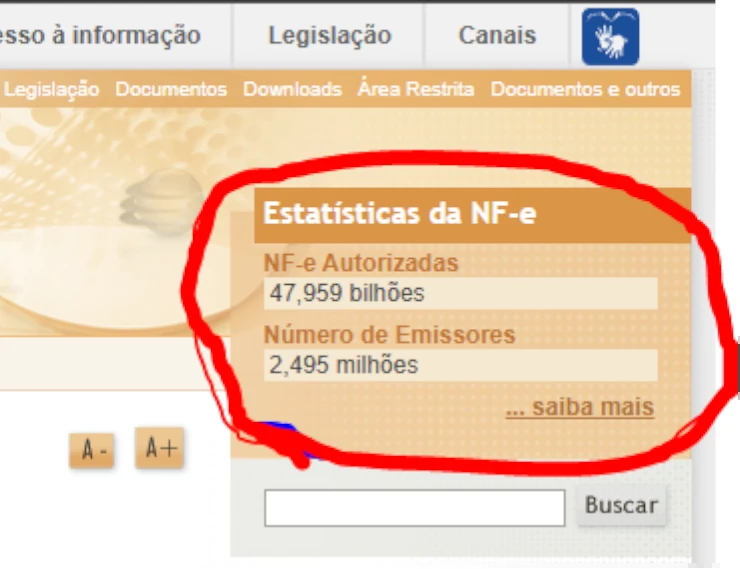 esso à informação Legislação Canais
Legislação Documentos Downloads Área Restrita Documentos e outros
Estatísticas da NF-e
NF-e Autorizadas
47,959 bilhões
Número de Emissores
2,495 milhões
... saiba mais
A - A+
Buscar